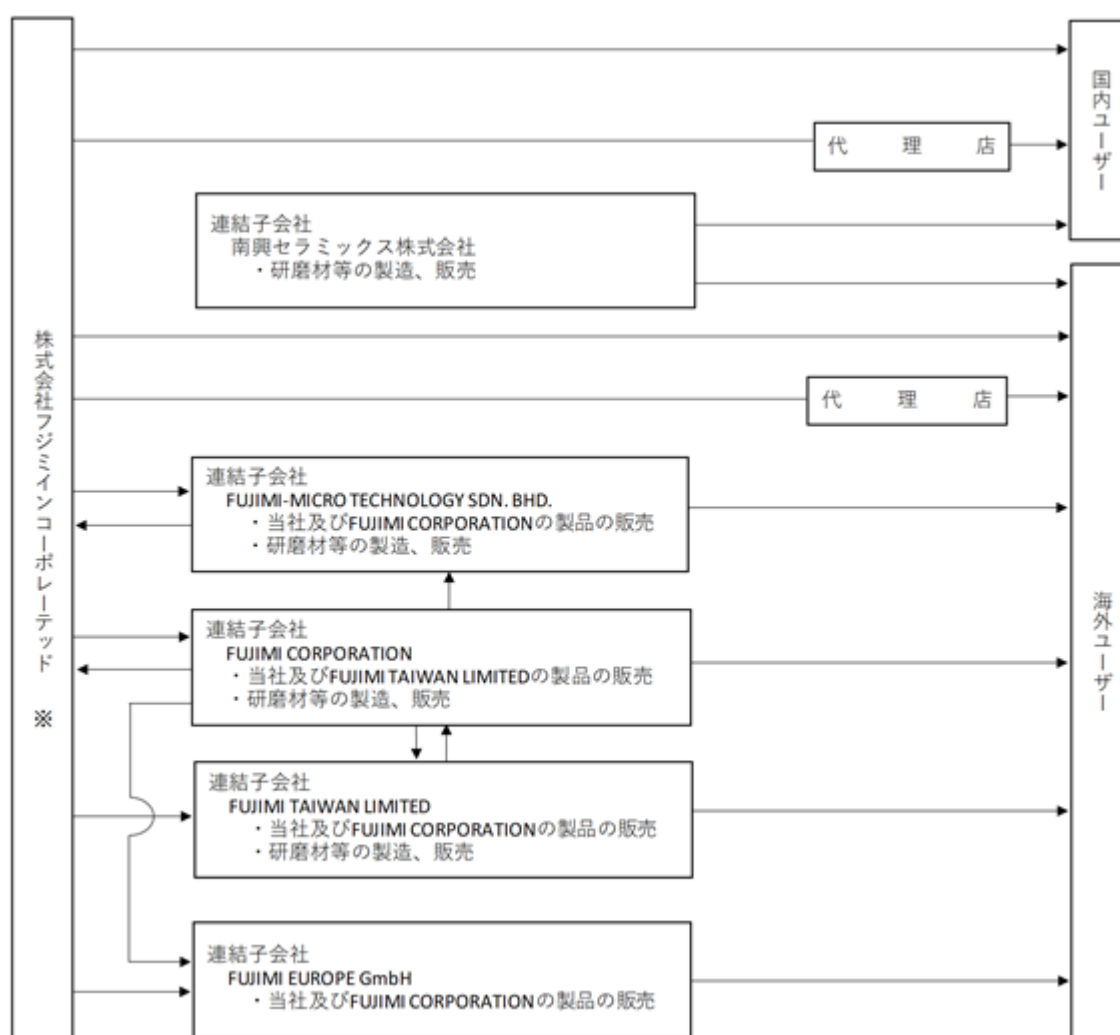 株式会社フジミインコーポレーテッド ※
国内ユーザー
代 理 店
連結子会社
南興セラミックス株式会社
・研磨材等の製造、販売
海外ユーザー
代 理 店
連結子会社
FUJIMI-MICRO TECHNOLOGY SDN. BHD.
・当社及びFUJIMI CORPORATIONの製品の販売
・研磨材等の製造、販売
連結子会社
FUJIMI CORPORATION
・当社及びFUJIMI TAIWAN LIMITEDの製品の販売
・研磨材等の製造、販売
連結子会社
FUJIMI TAIWAN LIMITED
・当社及びFUJIMI CORPORATIONの製品の販売
・研磨材等の製造、販売
連結子会社
FUJIMI EUROPE GmbH
・当社及びFUJIMI CORPORATIONの製品の販売